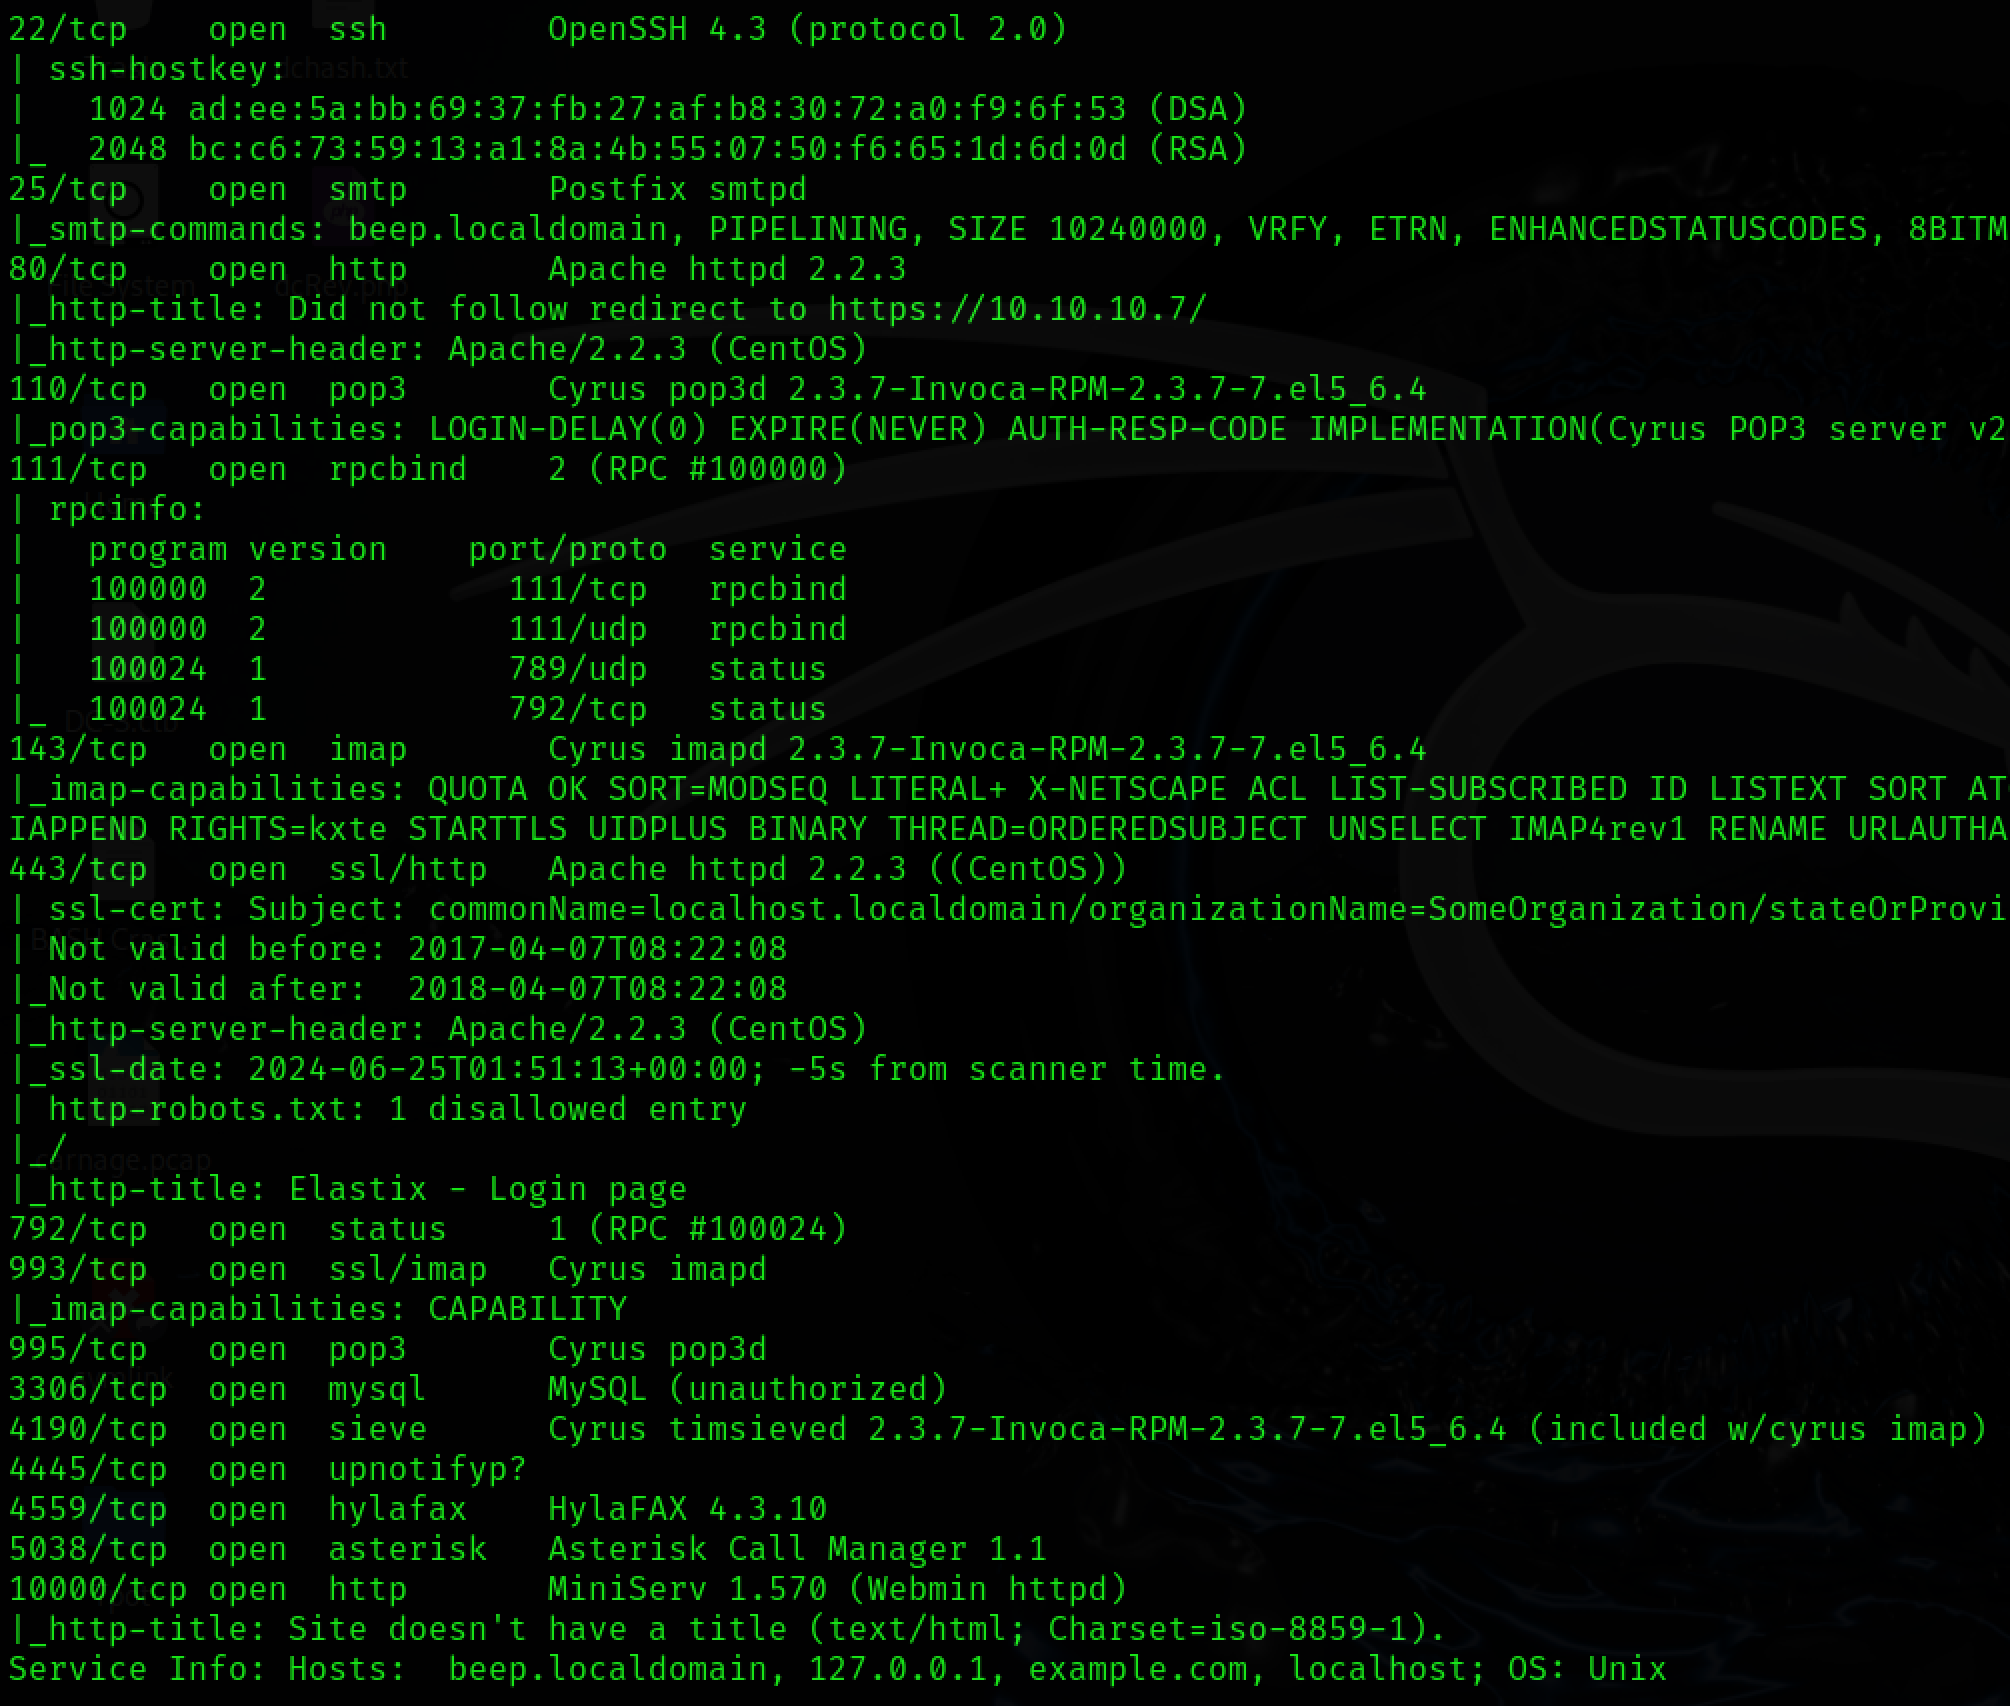 22/tcp    open  ssh        OpenSSH 4.3 (protocol 2.0)
| ssh-hostkey:
|   1024 ad:ee:5a:bb:69:37:fb:27:af:b8:30:72:a0:f9:6f:53 (DSA)
|_  2048 bc:c6:73:59:13:a1:8a:4b:55:07:50:f6:65:1d:6d:0d (RSA)
25/tcp    open  smtp       Postfix smtpd
|_smtp-commands: beep.localdomain, PIPELINING, SIZE 10240000, VRFY, ETRN, ENHANCEDSTATUSCODES, 8BITM
80/tcp    open  http       Apache httpd 2.2.3
|_http-title: Did not follow redirect to https://10.10.10.7/
|_http-server-header: Apache/2.2.3 (CentOS)
110/tcp   open  pop3       Cyrus pop3d 2.3.7-Invoca-RPM-2.3.7-7.el5_6.4
|_pop3-capabilities: LOGIN-DELAY(0) EXPIRE(NEVER) AUTH-RESP-CODE IMPLEMENTATION(Cyrus POP3 server v2
111/tcp   open  rpcbind    2 (RPC #100000)
| rpcinfo:
|   program version    port/proto  service
|   100000  2            111/tcp   rpcbind
|   100000  2            111/udp   rpcbind
|   100024  1            789/udp   status
|_  100024  1            792/tcp   status
143/tcp   open  imap       Cyrus imapd 2.3.7-Invoca-RPM-2.3.7-7.el5_6.4
|_imap-capabilities: QUOTA OK SORT=MODSEQ LITERAL+ X-NETSCAPE ACL LIST-SUBSCRIBED ID LISTEXT SORT AT
IAPPEND RIGHTS=kxte STARTTLS UIDPLUS BINARY THREAD=ORDEREDSUBJECT UNSELECT IMAP4rev1 RENAME URLAUTHA
443/tcp   open  ssl/http   Apache httpd 2.2.3 ((CentOS))
| ssl-cert: Subject: commonName=localhost.localdomain/organizationName=SomeOrganization/stateOrProvi
| Not valid before: 2017-04-07T08:22:08
|_Not valid after:  2018-04-07T08:22:08
|_http-server-header: Apache/2.2.3 (CentOS)
|_ssl-date: 2024-06-25T01:51:13+00:00; -5s from scanner time.
| http-robots.txt: 1 disallowed entry
|_/
|_http-title: Elastix - Login page
792/tcp   open  status     1 (RPC #100024)
993/tcp   open  ssl/imap   Cyrus imapd
|_imap-capabilities: CAPABILITY
995/tcp   open  pop3       Cyrus pop3d
3306/tcp  open  mysql      MySQL (unauthorized)
4190/tcp  open  sieve      Cyrus timsieved 2.3.7-Invoca-RPM-2.3.7-7.el5_6.4 (included w/cyrus imap)
4445/tcp  open  upnotifyp?
4559/tcp  open  hylafax    HylaFAX 4.3.10
5038/tcp  open  asterisk   Asterisk Call Manager 1.1
10000/tcp open  http       MiniServ 1.570 (Webmin httpd)
|_http-title: Site doesn't have a title (text/html; Charset=iso-8859-1).
Service Info: Hosts:  beep.localdomain, 127.0.0.1, example.com, localhost; OS: Unix